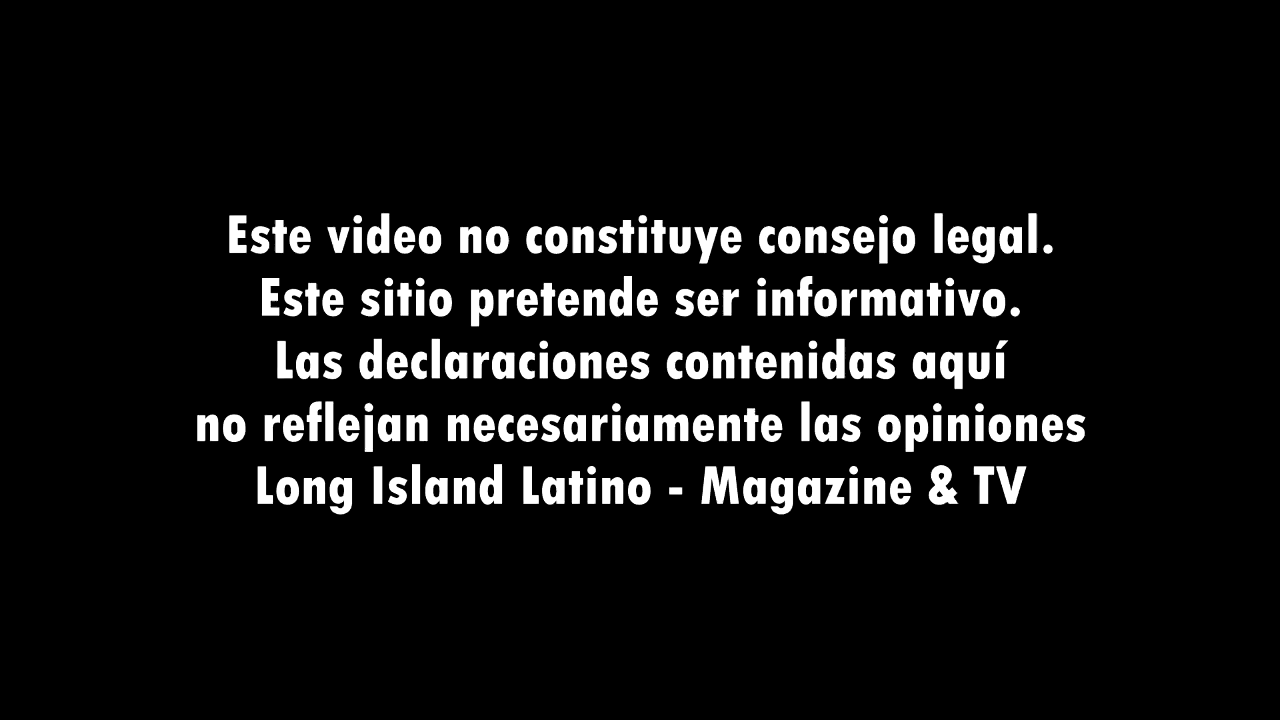 Este video no constituye consejo legal.
Este sitio pretende ser informativo.
Las declaraciones contenidas aquí
no reflejan necesariamente las opiniones
Long Island Latino - Magazine & TV